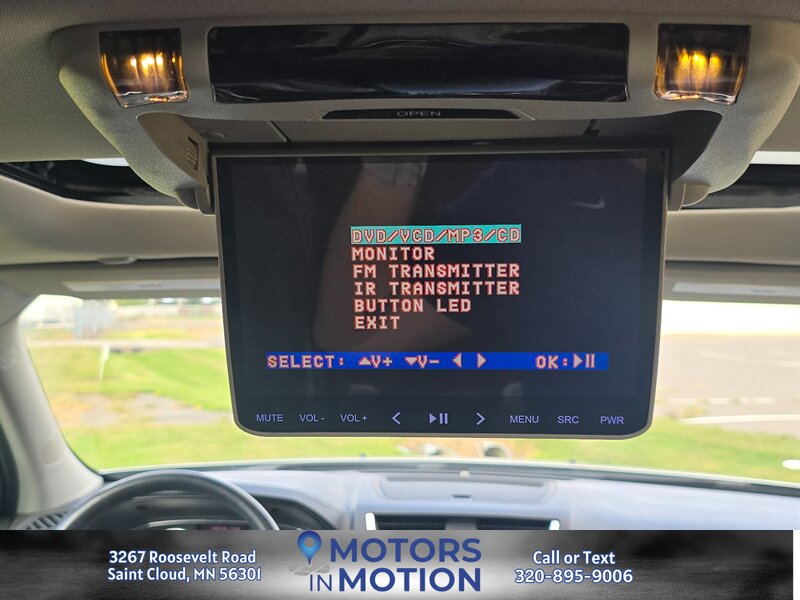 OPEN
DVD/VCD/MP3/CD
MONITOR
FM TRANSMITTER
IR TRANSMITTER
BUTTON LED
EXIT
SELECT: ▲V+ ▼V- ◀ ▶ OK:▶II
MUTE VOL - VOL + < ▶II > MENU SRC PWR
3267 Roosevelt Road
Saint Cloud, MN 56301
MOTORS
IN MOTION
Call or Text
320-895-9006